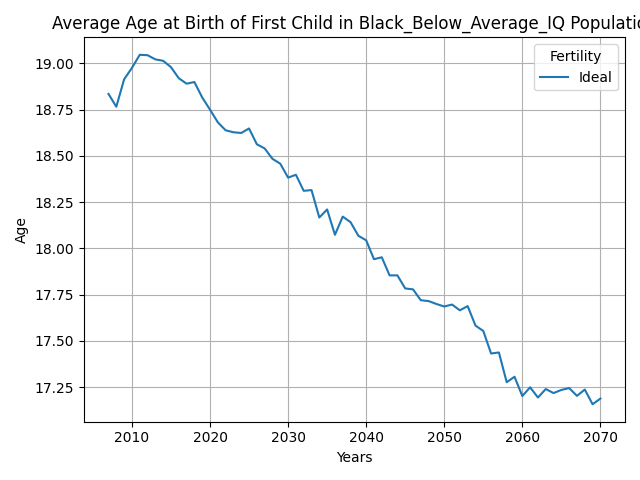 Average Age at Birth of First Child in Black_Below_Average_IQ Populatio
Fertility
Ideal
19.00
18.75
18.50
18.25
18.00
17.75
17.50
17.25
Age
2010 2020 2030 2040 2050 2060 2070
Years